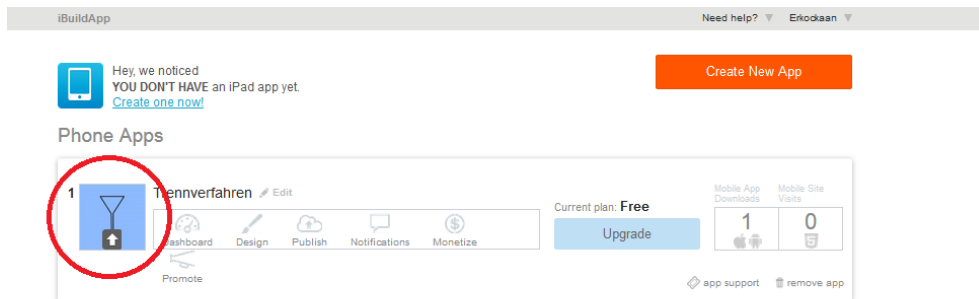 iBuildApp
Need help?
Erkockaan
Hey, we noticed
YOU DON'T HAVE an iPad app yet.
Create one now!
Create New App
Phone Apps
1
Trennverfahren Edit
Dashboard Design Publish Notifications Monetize
Promote
Current plan: Free
Upgrade
Mobile App Downloads
Mobile Site Visits
1
0
5
app support
remove app